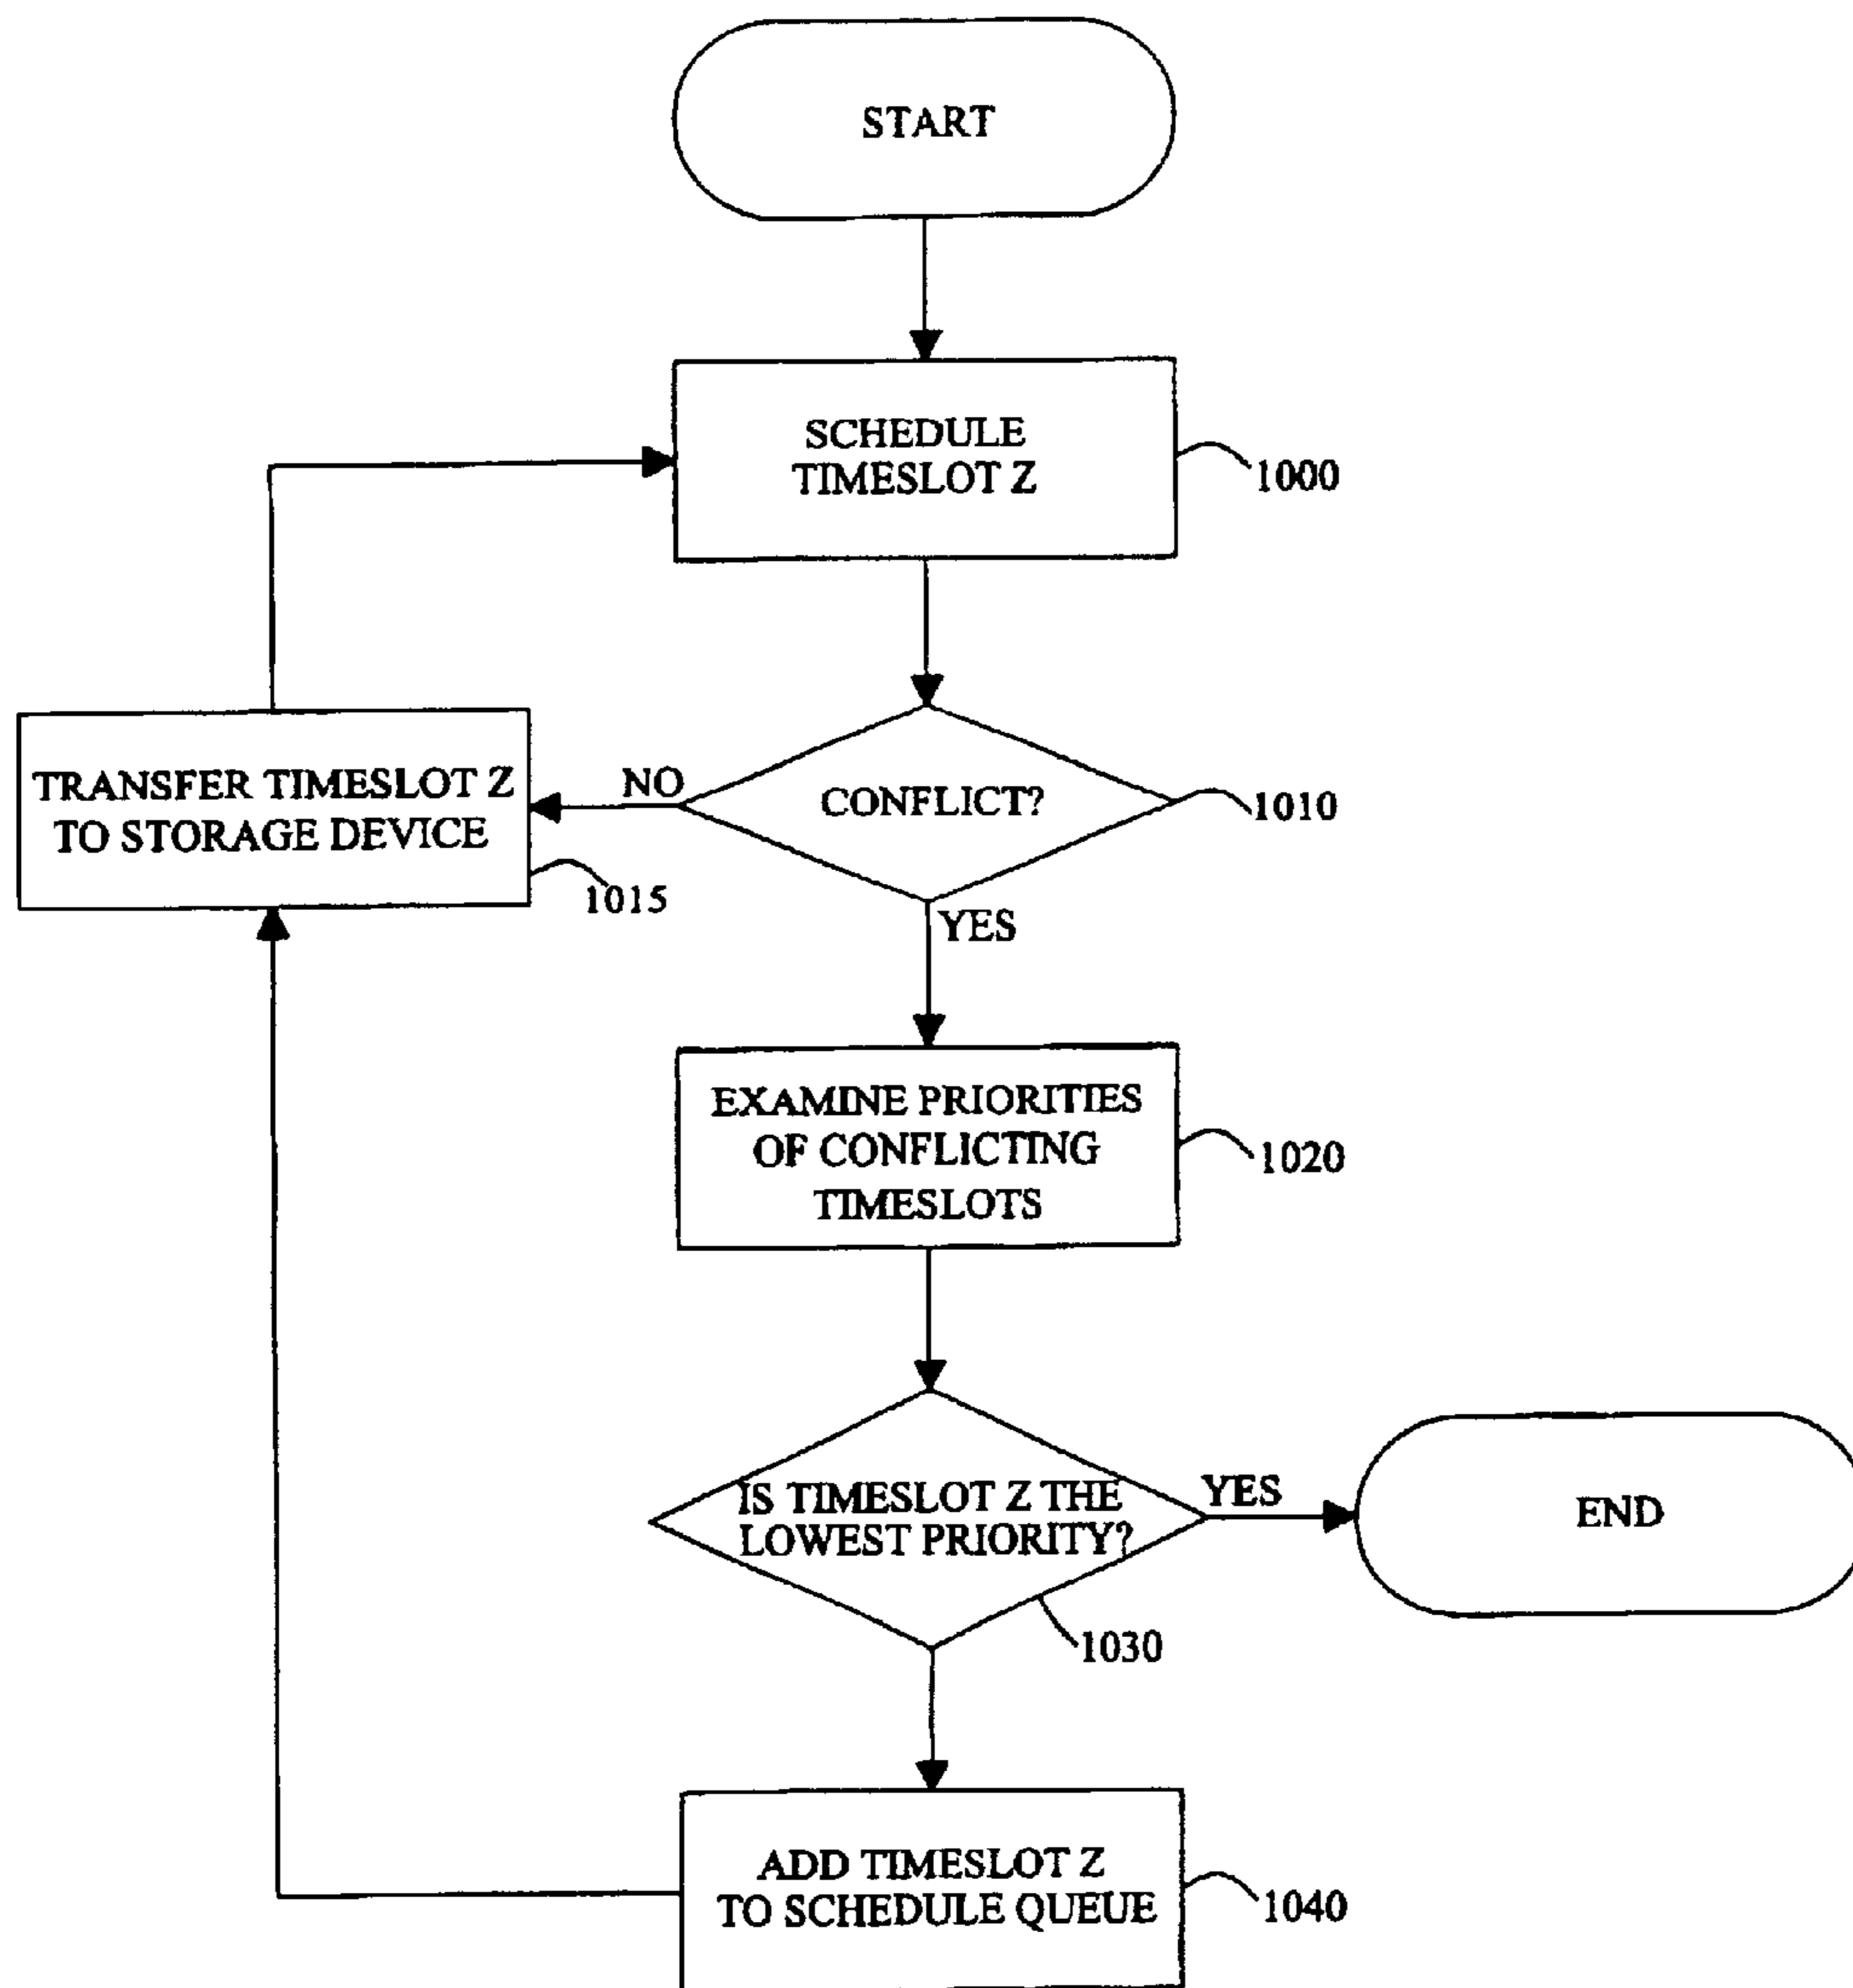 START
SCHEDULE
TIMESLOT Z
1000
TRANSFER TIMESLOT Z
TO STORAGE DEVICE
1015
NO
CONFLICT?
1010
YES
EXAMINE PRIORITIES
OF CONFLICTING
TIMESLOTS
1020
IS TIMESLOT Z THE
LOWEST PRIORITY?
1030
YES
END
ADD TIMESLOT Z
TO SCHEDULE QUEUE
1040